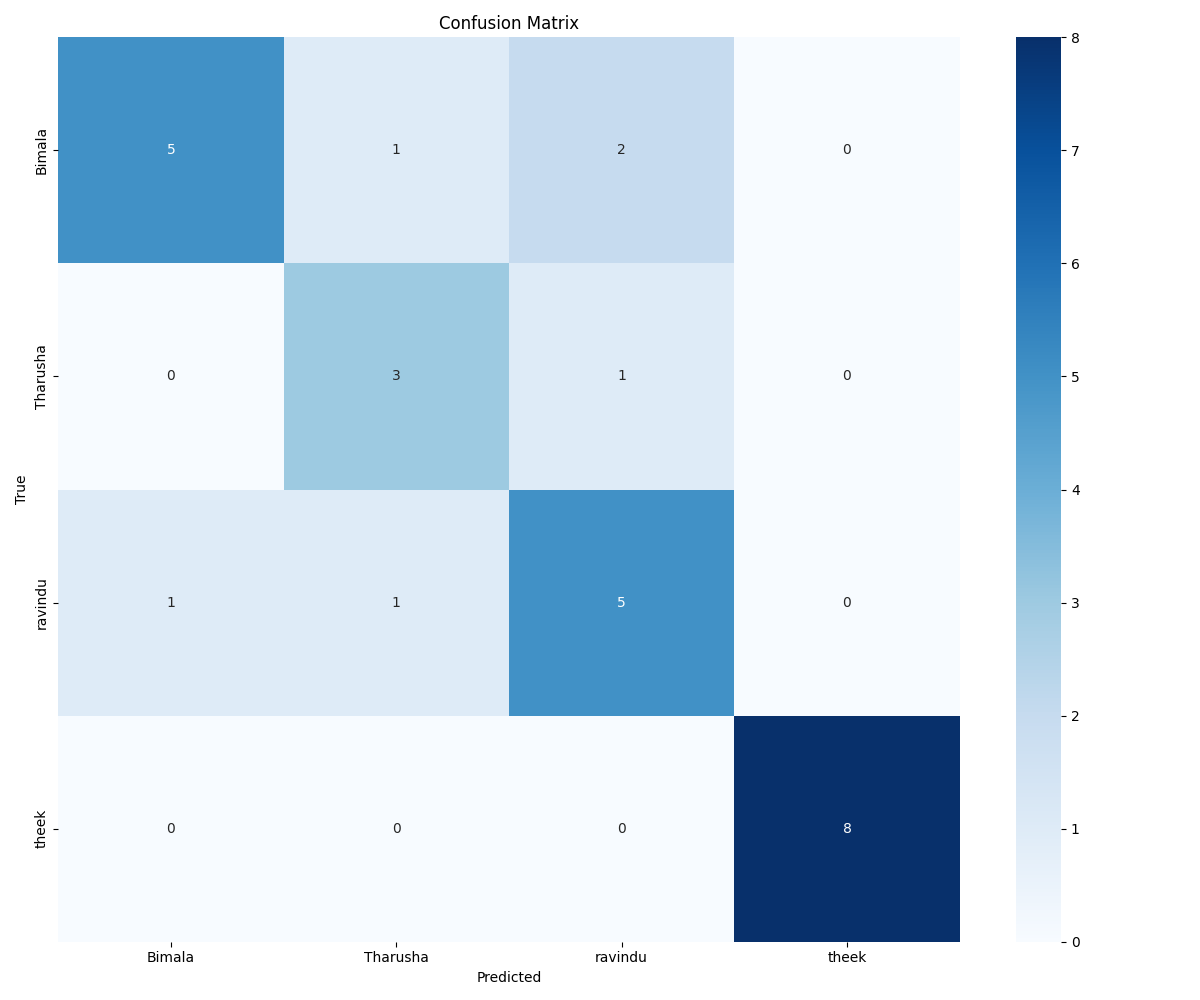 Confusion Matrix
Bimala 5 1 2 0
Tharusha 0 3 1 0
ravindu 1 1 5 0
theek 0 0 0 8
Bimala Tharusha ravindu theek
Predicted
True
8
7
6
5
4
3
2
1
0